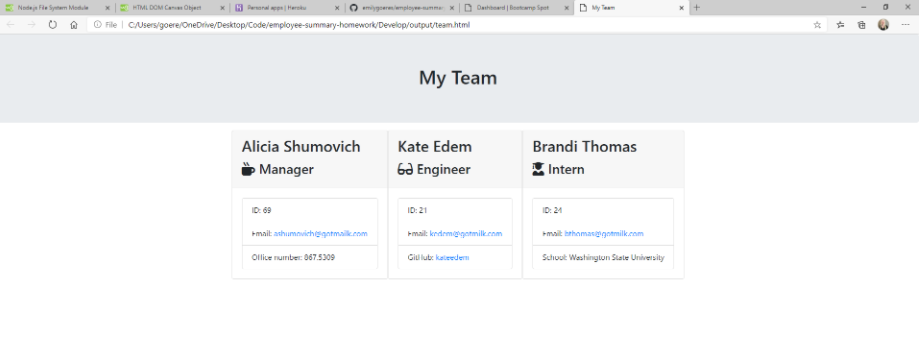 Node.js File System Module
HTML DOM Canvas Object
Personal apps | Heroku
emilygoeres/employee-summar
Dashboard | Bootcamp Spot
My Team
File
C:/Users/goere/OneDrive/Desktop/Code/employee-summary-homework/Develop/output/team.html
My Team
Alicia Shumovich
Manager
ID: 69
Email: ashumovich@gotmailk.com
Office number: 867.5309
Kate Edem
Engineer
ID: 21
Email: kedem@gotmilk.com
GitHub: kateedem
Brandi Thomas
Intern
ID: 24
Email: bthomas@gotmilk.com
School: Washington State University